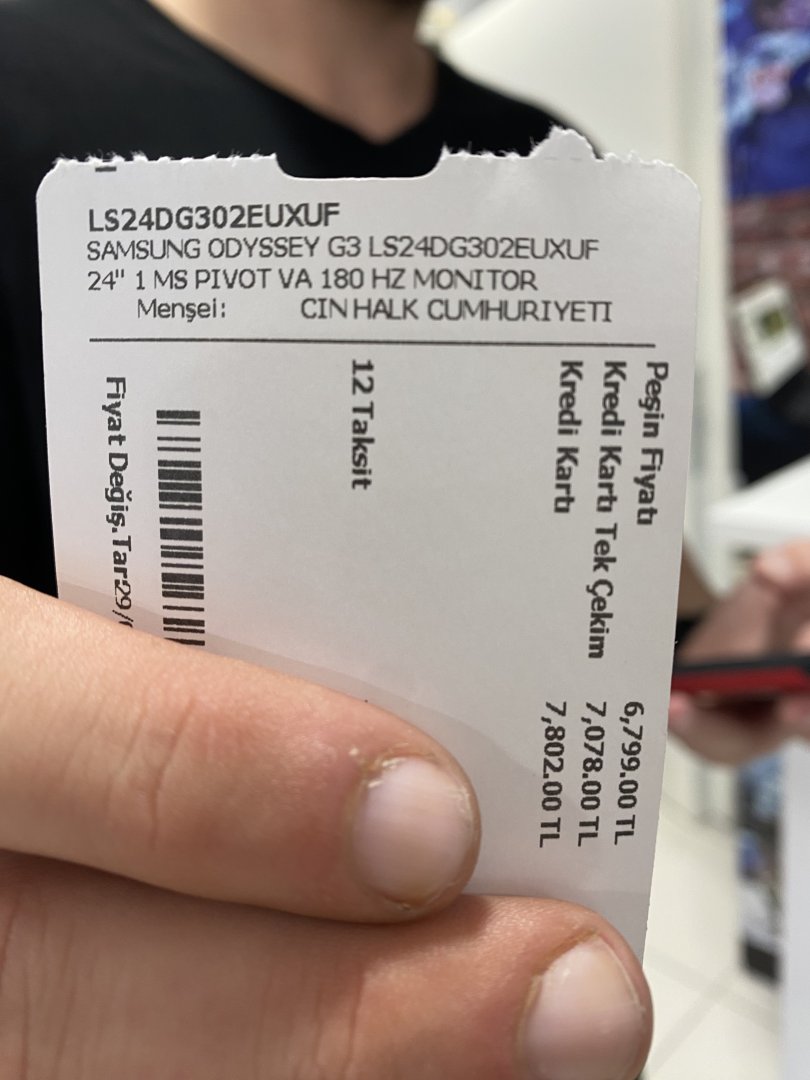 LS24DG302EUXUF
SAMSUNG ODYSSEY G3 LS24DG302EUXUF
24" 1 MS PIVOT VA 180 HZ MONITOR
Menşei: CIN HALK CUMHURIYETI
Peşin Fiyatı 6,799.00 TL
Kredi Kartı Tek Çekim 7,078.00 TL
Kredi Kartı 7,802.00 TL
12 Taksit
Fiyat Değiş.Tar:29/